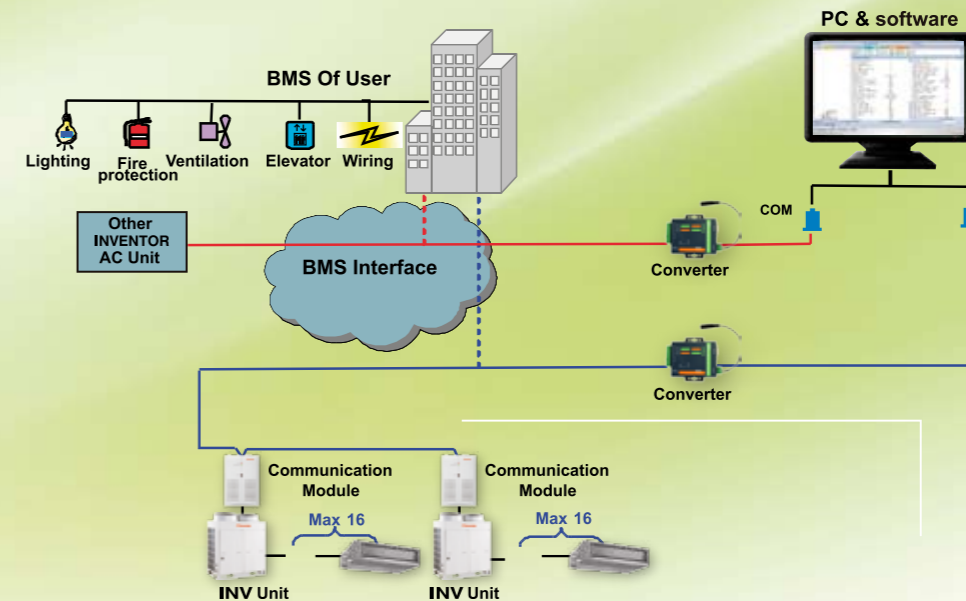 PC & software
BMS Of User
Lighting
Fire
protection
Ventilation
Elevator
Wiring
COM
Other
INVENTOR
AC Unit
BMS Interface
Converter
Converter
Communication
Module
Communication
Module
Max 16
Max 16
INV Unit
INV Unit